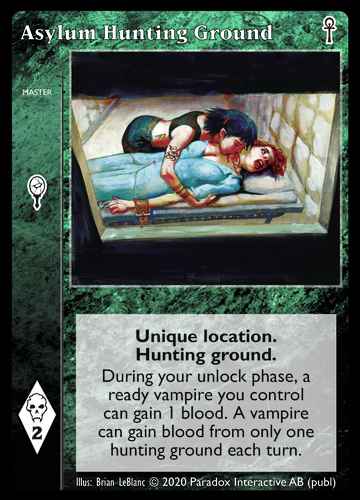 Asylum Hunting Ground
MASTER
Unique location.
Hunting ground.
During your unlock phase, a
ready vampire you control
can gain 1 blood. A vampire
can gain blood from only one
hunting ground each turn.
2
Illus: Brian LeBlanc © 2020 Paradox Interactive AB (publ)